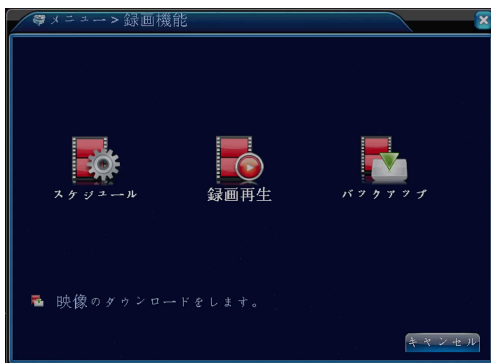 メニュー > 録画機能
スケジュール
録画再生
バックアップ
映像のダウンロードをします。
キャンセル